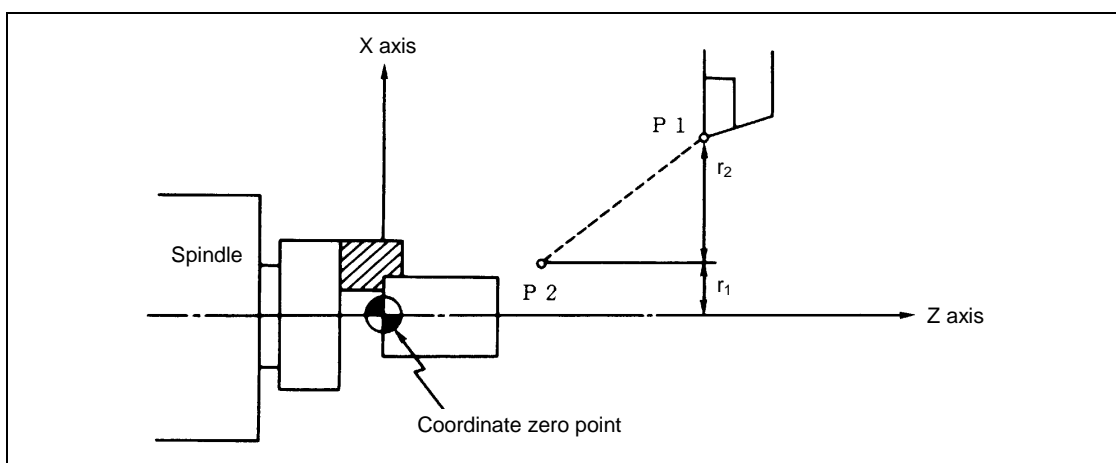 X axis
P 1
r2
Spindle
P 2
r1
Z axis
Coordinate zero point